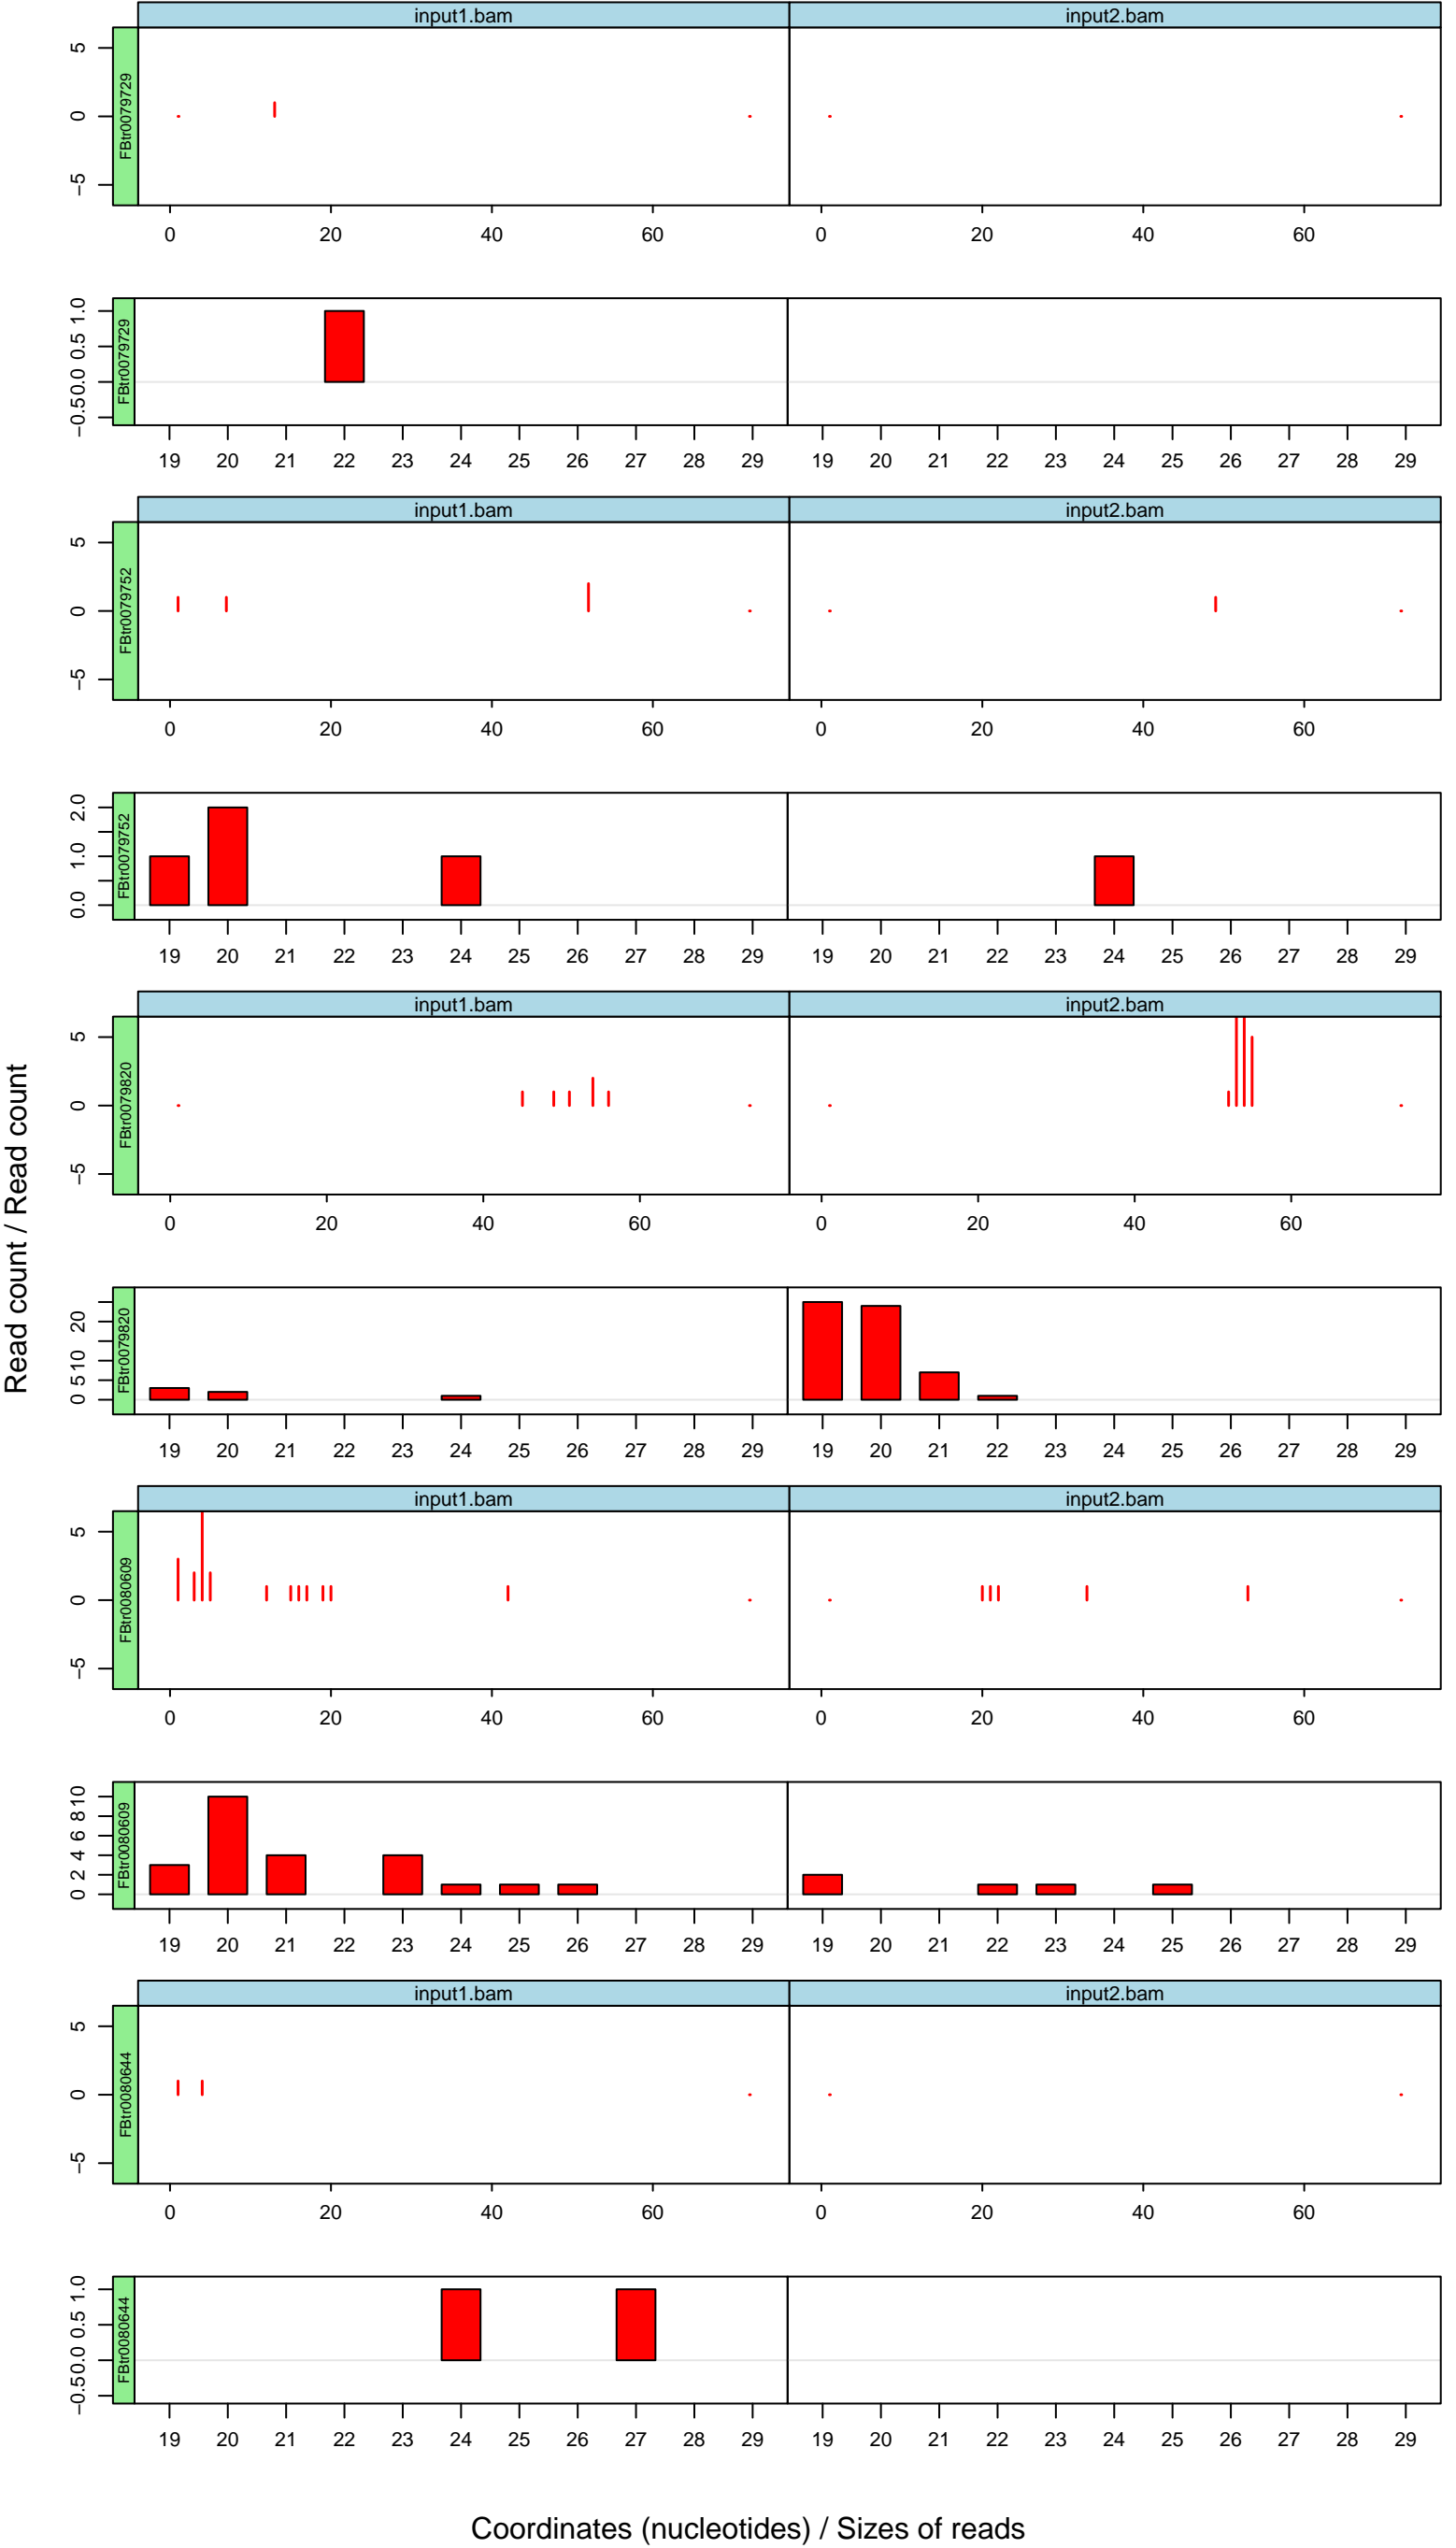 input1.bam input2.bam
FBtr0079729
5 0 −5
0 20 40 60 0 20 40 60
FBtr0079729
1.0 0.5 0.0 −0.5
19 20 21 22 23 24 25 26 27 28 29 19 20 21 22 23 24 25 26 27 28 29
input1.bam input2.bam
FBtr0079752
5 0 −5
0 20 40 60 0 20 40 60
FBtr0079752
2.0 1.0 0.0
19 20 21 22 23 24 25 26 27 28 29 19 20 21 22 23 24 25 26 27 28 29
input1.bam input2.bam
FBtr0079820
5 0 −5
0 20 40 60 0 20 40 60
FBtr0079820
20 10 5 0
19 20 21 22 23 24 25 26 27 28 29 19 20 21 22 23 24 25 26 27 28 29
Read count / Read count
input1.bam input2.bam
FBtr0080609
5 0 −5
0 20 40 60 0 20 40 60
FBtr0080609
10 8 6 4 2 0
19 20 21 22 23 24 25 26 27 28 29 19 20 21 22 23 24 25 26 27 28 29
input1.bam input2.bam
FBtr0080644
5 0 −5
0 20 40 60 0 20 40 60
FBtr0080644
1.0 0.5 0.0 −0.5
19 20 21 22 23 24 25 26 27 28 29 19 20 21 22 23 24 25 26 27 28 29
Coordinates (nucleotides) / Sizes of reads